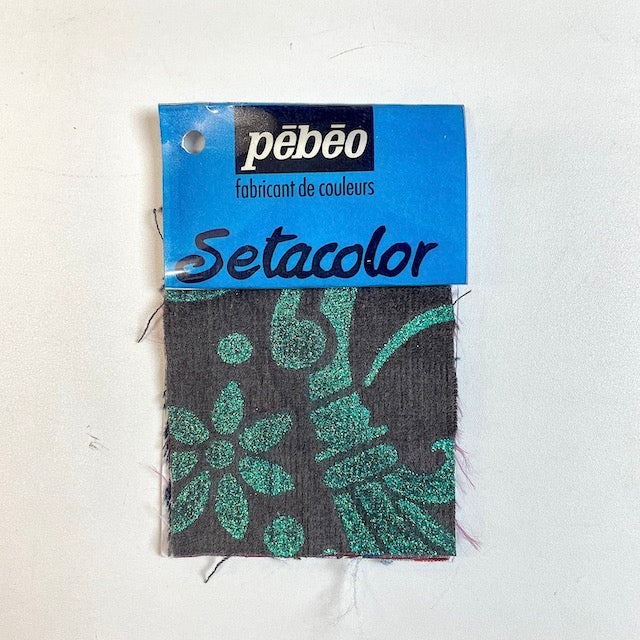 pēbēo
fabricant de couleurs
Setacolor